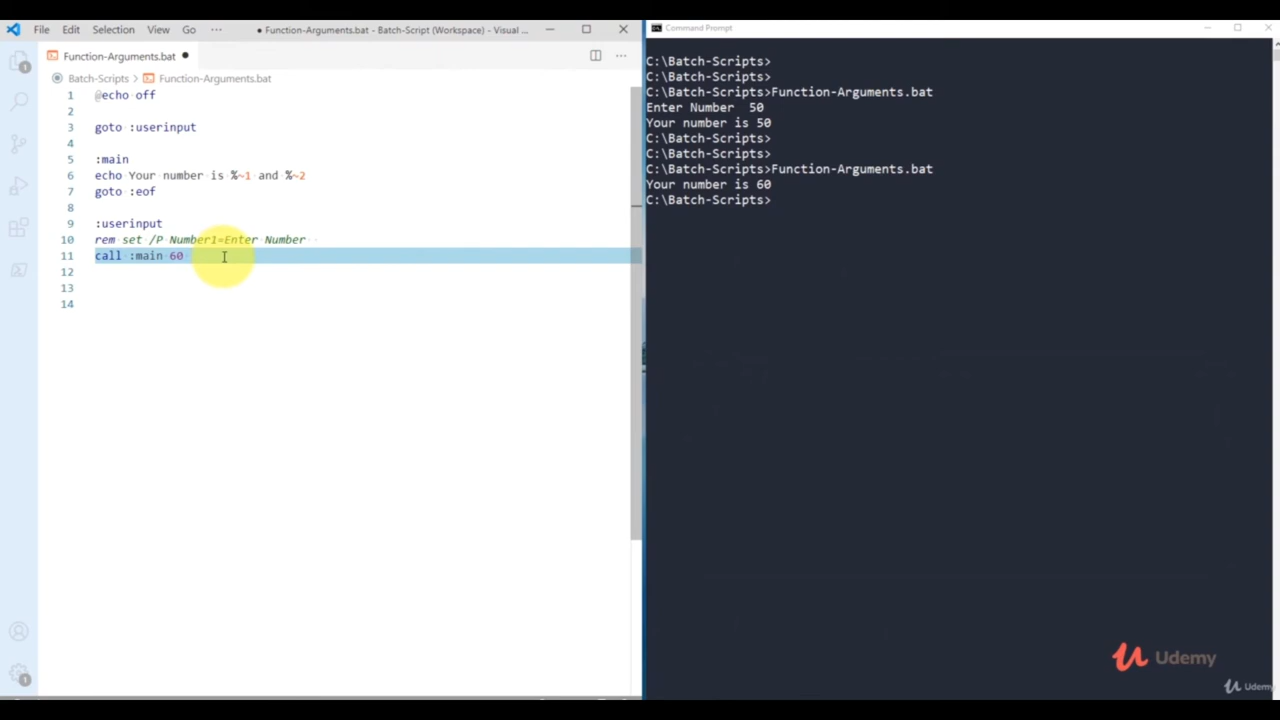 File Edit Selection View Go ··· ● Function-Arguments.bat - Batch-Script (Workspace) - Visual ...
Function-Arguments.bat ●
Batch-Scripts > Function-Arguments.bat
1 @echo off
2
3 goto :userinput
4
5 :main
6 echo Your number is %~1 and %~2
7 goto :eof
8
9 :userinput
10 rem set /P Number1=Enter Number
11 call :main 60
12
13
14
1
1
Command Prompt
C:\Batch-Scripts>
C:\Batch-Scripts>
C:\Batch-Scripts>Function-Arguments.bat
Enter Number  50
Your number is 50
C:\Batch-Scripts>
C:\Batch-Scripts>
C:\Batch-Scripts>Function-Arguments.bat
Your number is 60
C:\Batch-Scripts>
Udemy
Udemy